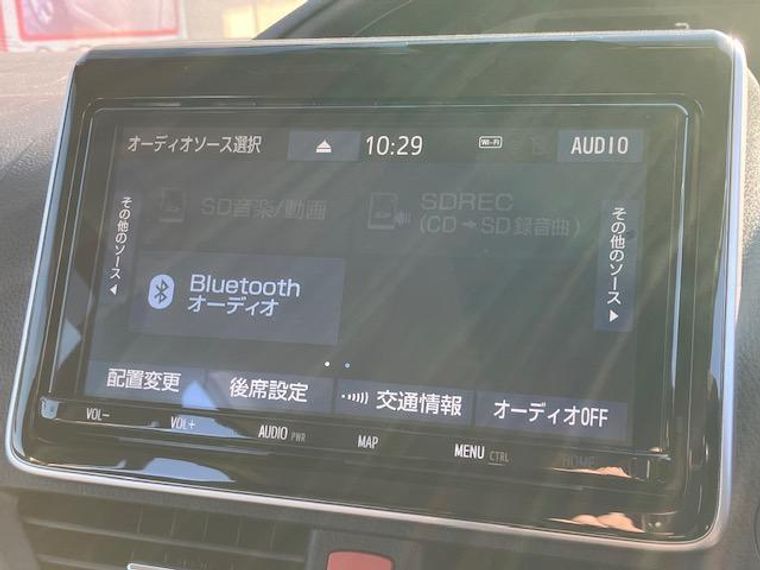 オーディオソース選択 10:29 Wi-Fi AUDIO
SD音楽/動画
SDREC
(CD→SD録音曲)
その他のソース◀
その他のソース▶
Bluetooth
オーディオ
配置変更 後席設定 交通情報 オーディオOFF
VOL- VOL+ AUDIO PWR MAP MENU CTRL HOME